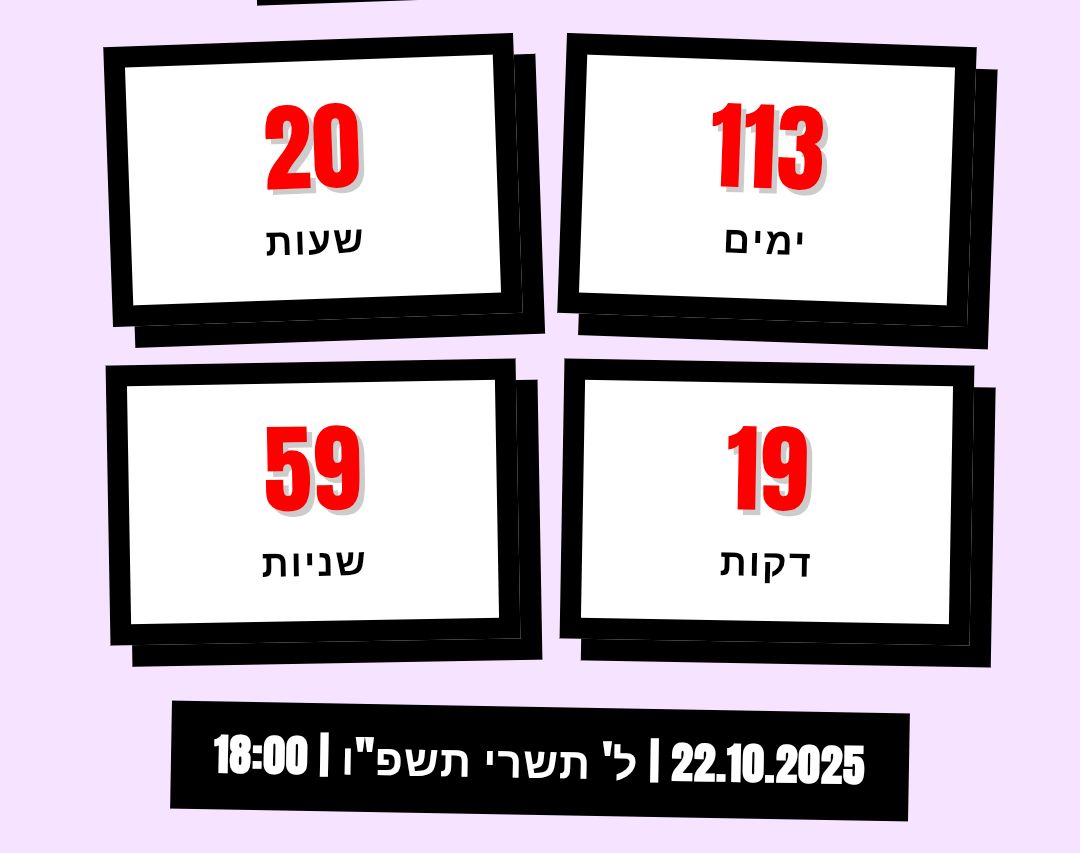 113
ימים
20
שעות
19
דקות
59
שניות
22.10.2025 | ל' תשרי תשפ"ו | 18:00